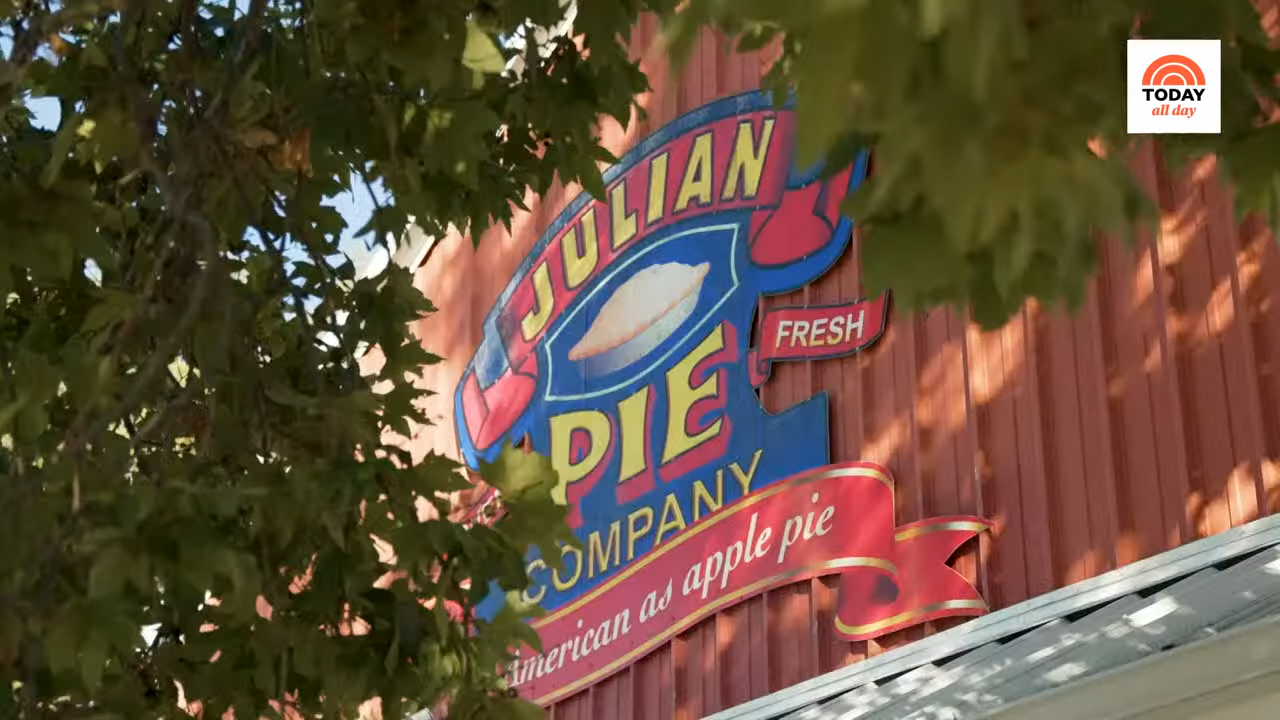 TODAY
all day
JULIAN
FRESH
PIE
COMPANY
American as apple pie